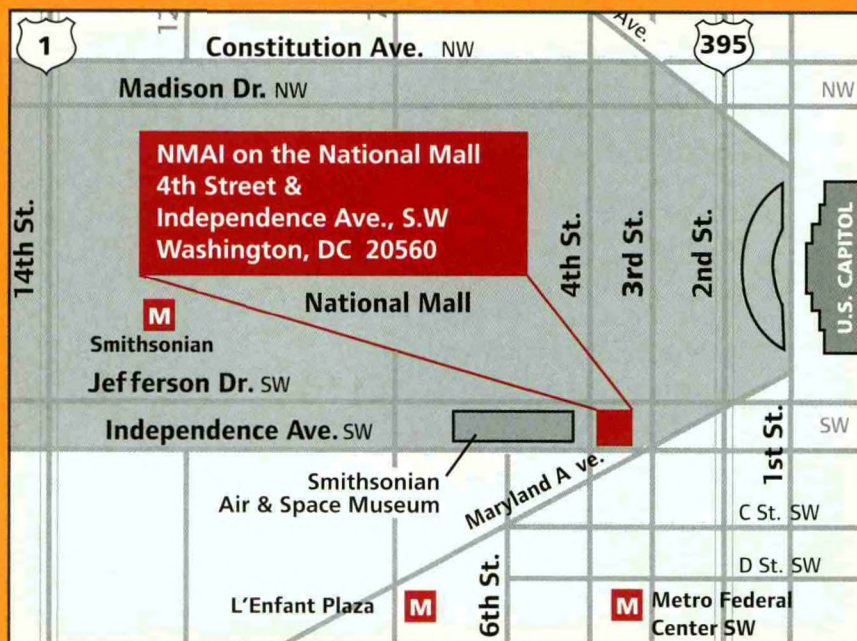 1
Constitution Ave. NW
Ave.
395
Madison Dr. NW
NW
NMAI on the National Mall
4th Street &
Independence Ave., S.W
Washington, DC 20560
14th St.
4th St.
3rd St.
2nd St.
U.S. CAPITOL
National Mall
M
Smithsonian
Jefferson Dr. SW
Independence Ave. SW
SW
1st St.
Smithsonian
Air & Space Museum
Maryland A ve.
C St. SW
D St. SW
6th St.
L'Enfant Plaza M
M Metro Federal
Center SW